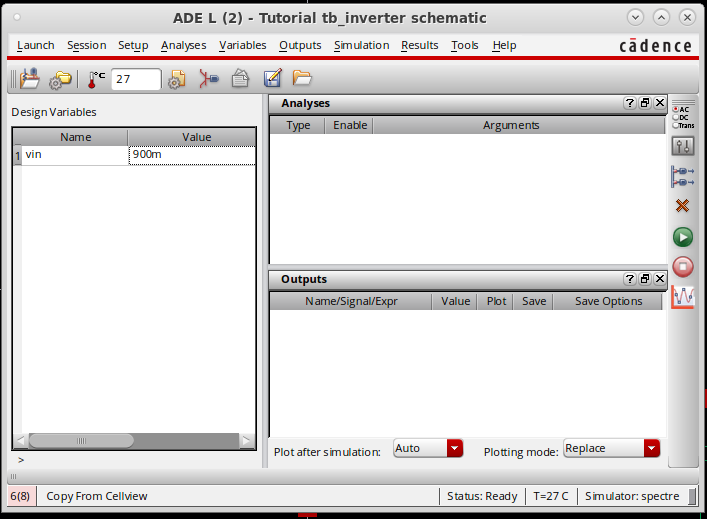 ADE L (2) - Tutorial tb_inverter schematic
Launch Session Setup Analyses Variables Outputs Simulation Results Tools Help
cādence
°C 27
Design Variables
Name Value
1 vin 900m
>
Analyses
Type Enable Arguments
Outputs
Name/Signal/Expr Value Plot Save Save Options
Plot after simulation: Auto Plotting mode: Replace
AC
DC
Trans
6(8) Copy From Cellview Status: Ready T=27 C Simulator: spectre